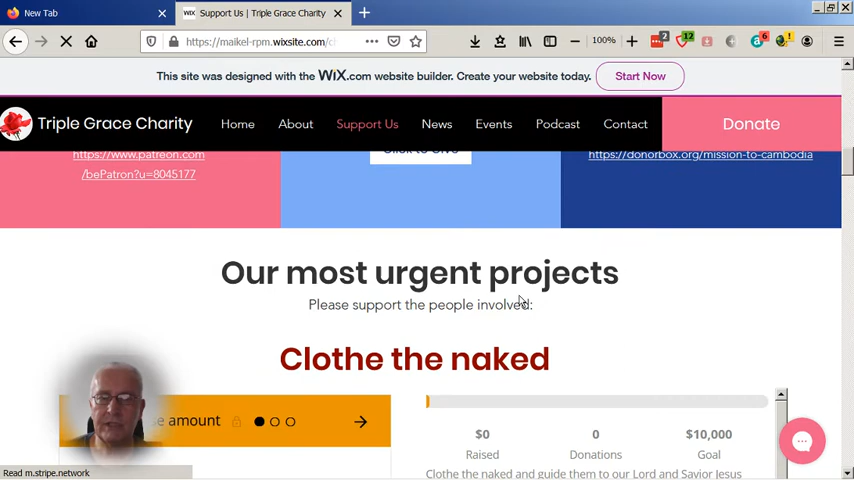 New Tab
Support Us | Triple Grace Charity
https://maikel-rpm.wixsite.com/c
100%
2
12
6
This site was designed with the WiX.com website builder. Create your website today.
Start Now
Triple Grace Charity
Home
About
Support Us
News
Events
Podcast
Contact
Donate
https://www.patreon.com
/bePatron?u=8045177
Click to Give
https://donorbox.org/mission-to-cambodia
Our most urgent projects
Please support the people involved:
Clothe the naked
amount
$0
0
$10,000
Raised
Donations
Goal
Clothe the naked and guide them to our Lord and Savior Jesus
Read m.stripe.network